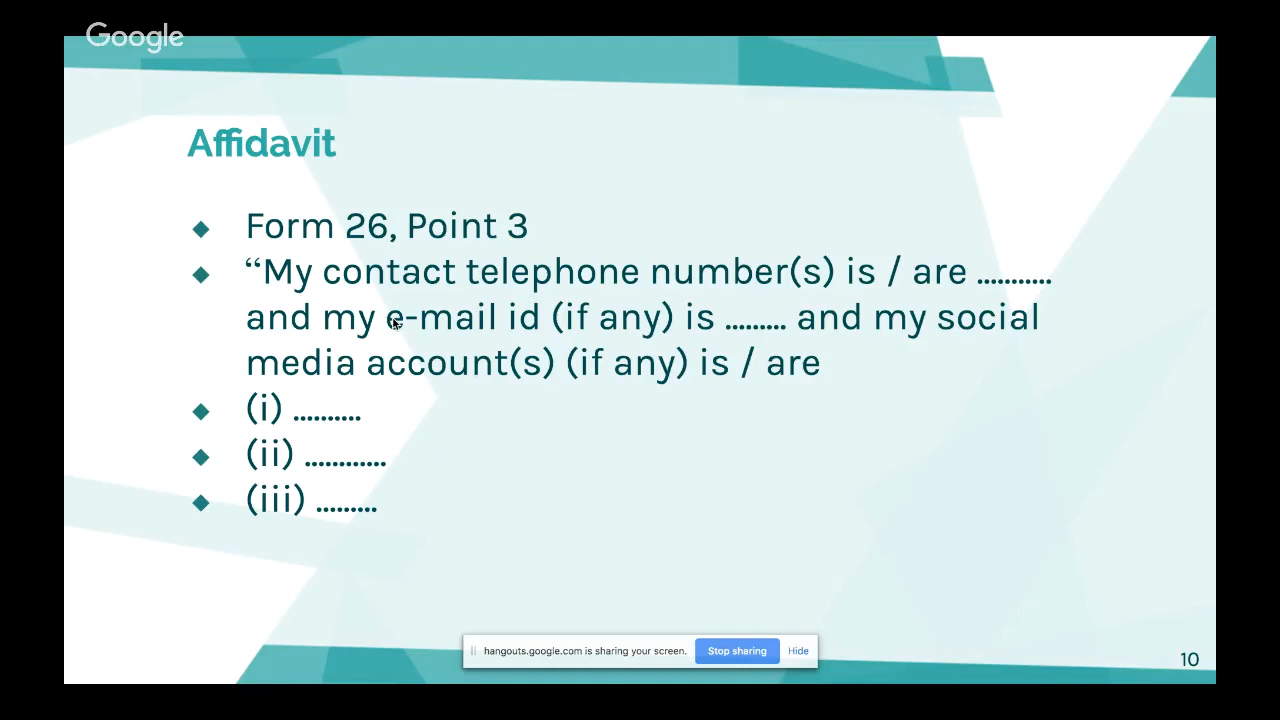 Google
Affidavit
◆ Form 26, Point 3
◆ “My contact telephone number(s) is / are ...........
and my e-mail id (if any) is ......... and my social
media account(s) (if any) is / are
◆ (i) ..........
◆ (ii) ............
◆ (iii) .........
hangouts.google.com is sharing your screen. Stop sharing Hide
10